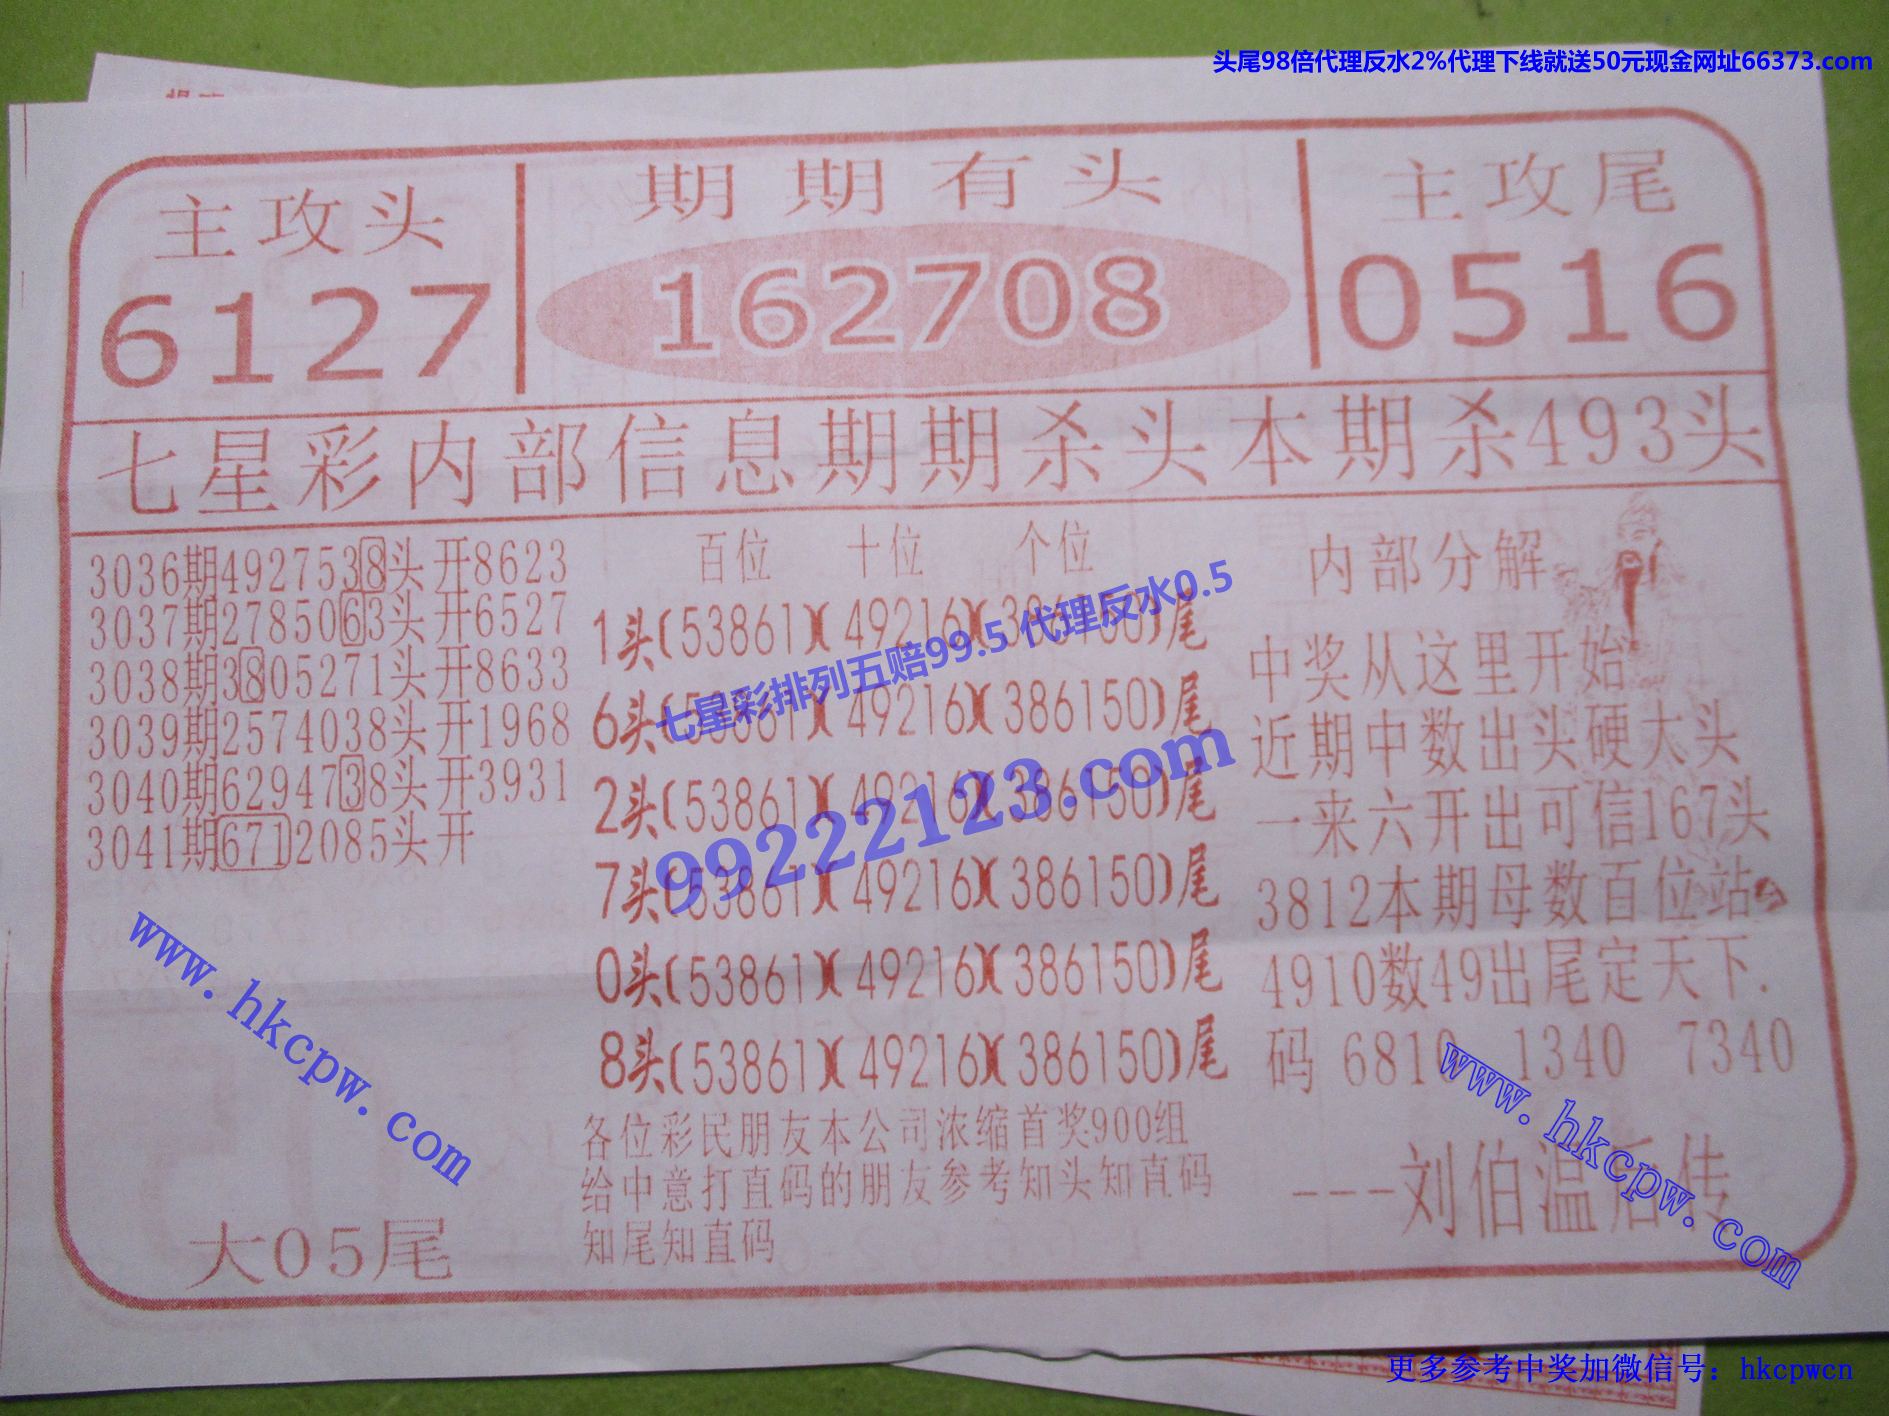 头尾98倍代理反水2%代理下线就送50元现金网址66373.com
主攻头
6127
期期有头
162708
主攻尾
0516
七星彩内部信息期期杀头本期杀493头
3036期4927538头开8623
3037期2785063头开6527
3038期3805271头开8633
3039期2574038头开1968
3040期6294738头开3931
3041期6712085头开
大05尾
百位 十位 个位
1头(53861)(49216)(386150)尾
6头(53861)(49216)(386150)尾
2头(53861)(49216)(386150)尾
7头(53861)(49216)(386150)尾
0头(53861)(49216)(386150)尾
8头(53861)(49216)(386150)尾
各位彩民朋友本公司浓缩首奖900组
给中意打直码的朋友参考知头知直码
知尾知直码
内部分解
中奖从这里开始
近期中数出头硬大头
一来六开出可信167头
3812本期母数百位站
4910数49出尾定天下.
码 6810 1340 7340
---刘伯温后传
七星彩排列五赔99.5 代理反水0.5
99222123.com
www.hkcpw.com
www.hkcpw.com
更多参考中奖加微信号：hkcpwcn